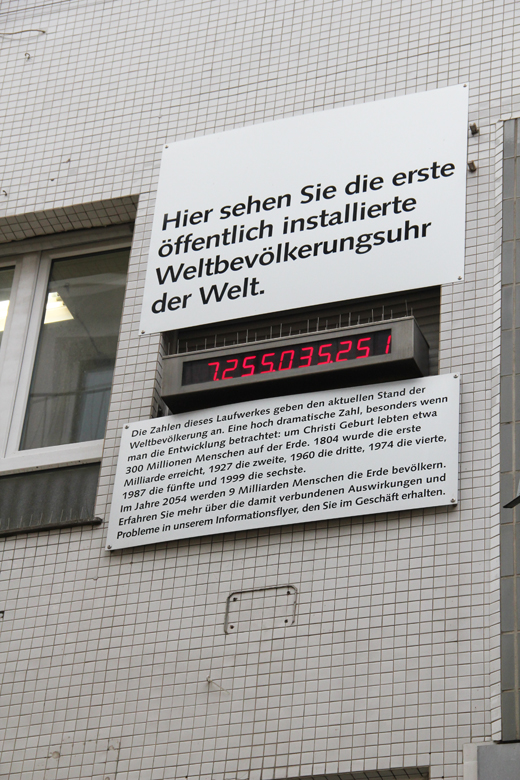 Hier sehen Sie die erste
öffentlich installierte
Weltbevölkerungsuhr
der Welt.
7.255.035.251
Die Zahlen dieses Laufwerkes geben den aktuellen Stand der
Weltbevölkerung an. Eine hoch dramatische Zahl, besonders wenn
man die Entwicklung betrachtet: um Christi Geburt lebten etwa
300 Millionen Menschen auf der Erde. 1804 wurde die erste
Milliarde erreicht, 1927 die zweite, 1960 die dritte, 1974 die vierte,
1987 die fünfte und 1999 die sechste.
Im Jahre 2054 werden 9 Milliarden Menschen die Erde bevölkern.
Erfahren Sie mehr über die damit verbundenen Auswirkungen und
Probleme in unserem Informationsflyer, den Sie im Geschäft erhalten.